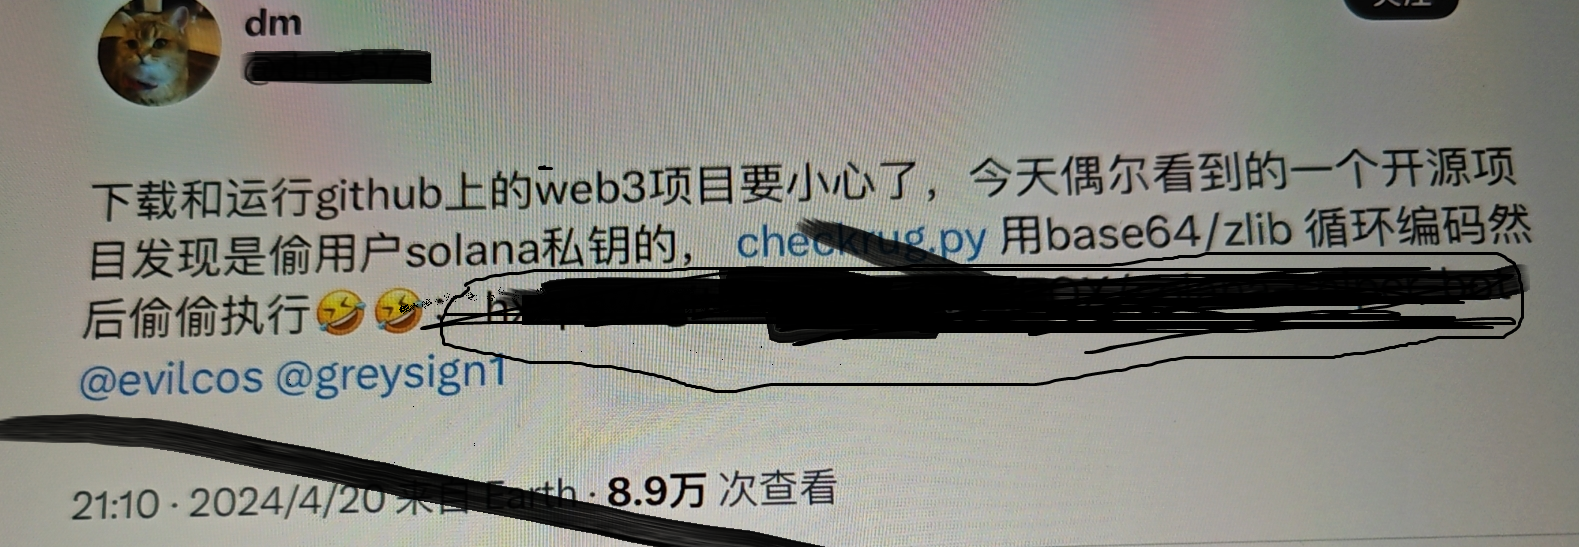 dm
下载和运行github上的web3项目要小心了，今天偶尔看到的一个开源项
目发现是偷用户solana私钥的， checkrug.py 用base64/zlib 循环编码然
后偷偷执行🤣🤣
@evilcos @greysign1
21:10 · 2024/4/20 来自 Earth · 8.9万 次查看